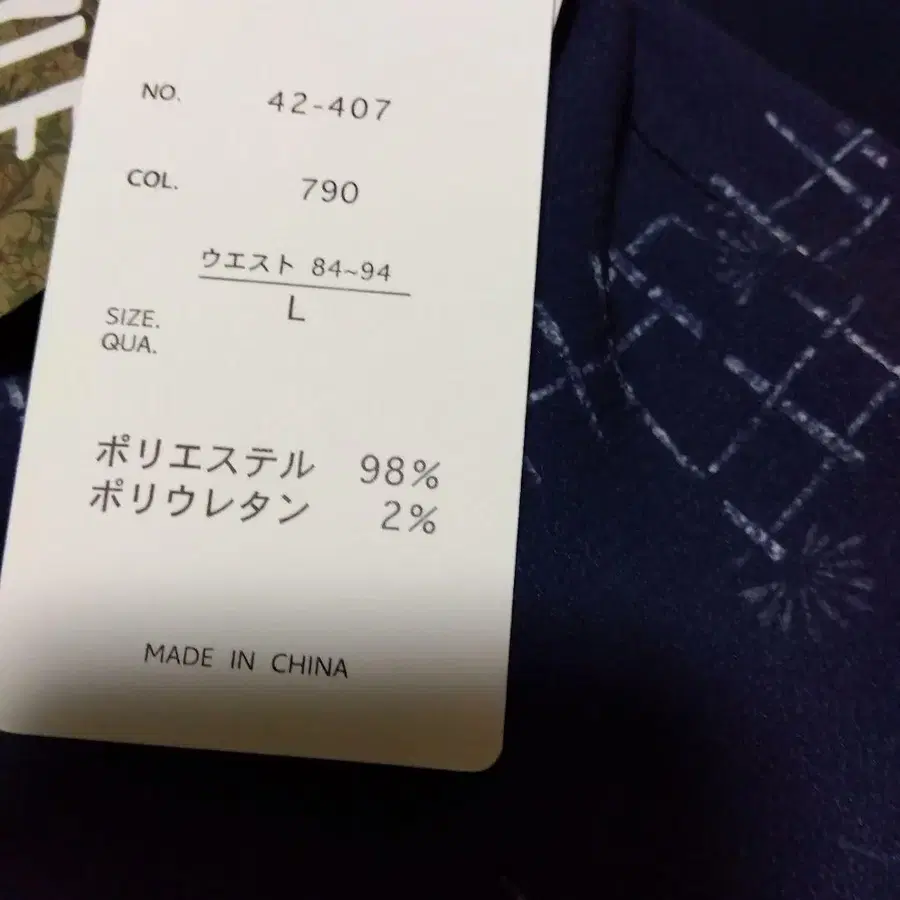 NO. 42-407
COL. 790
ウエスト 84~94
L
SIZE.
QUA.
ポリエステル 98%
ポリウレタン 2%
MADE IN CHINA